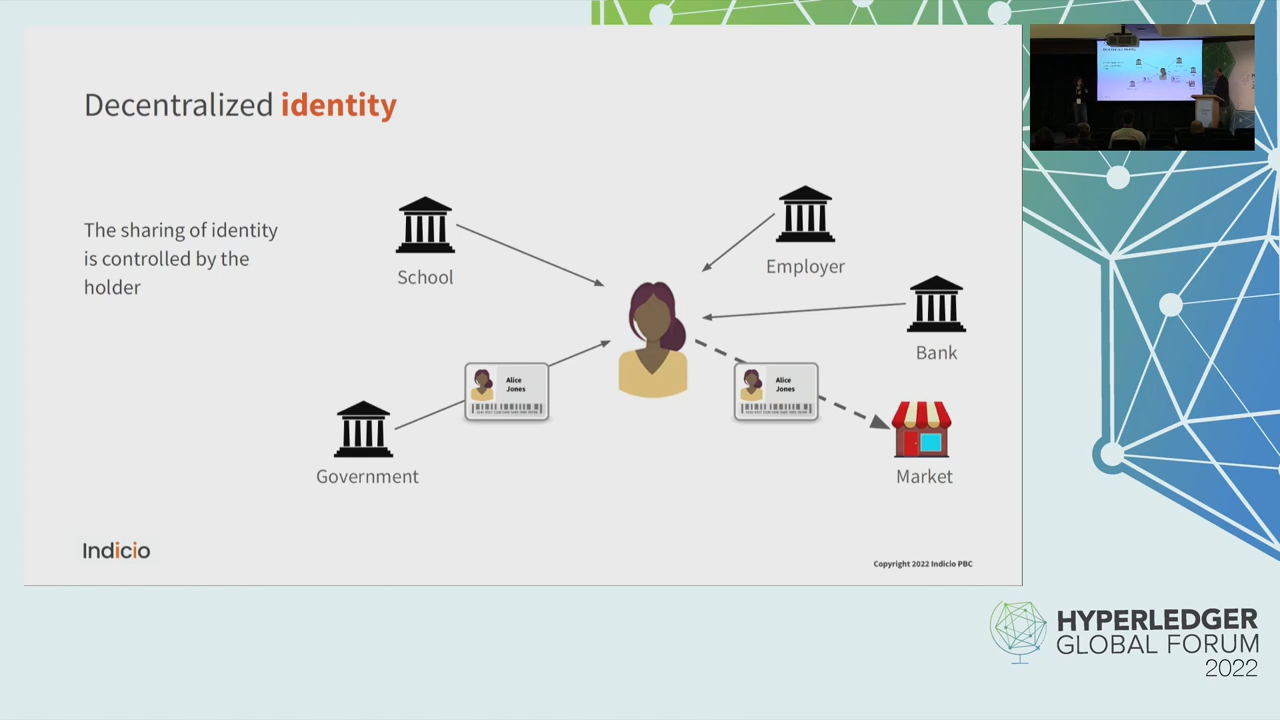 Decentralized identity
The sharing of identity
is controlled by the
holder
School
Employer
Bank
Alice
Jones
Alice
Jones
Government
Market
Indicio
Copyright 2022 Indicio PBC
HYPERLEDGER
GLOBAL FORUM
2022